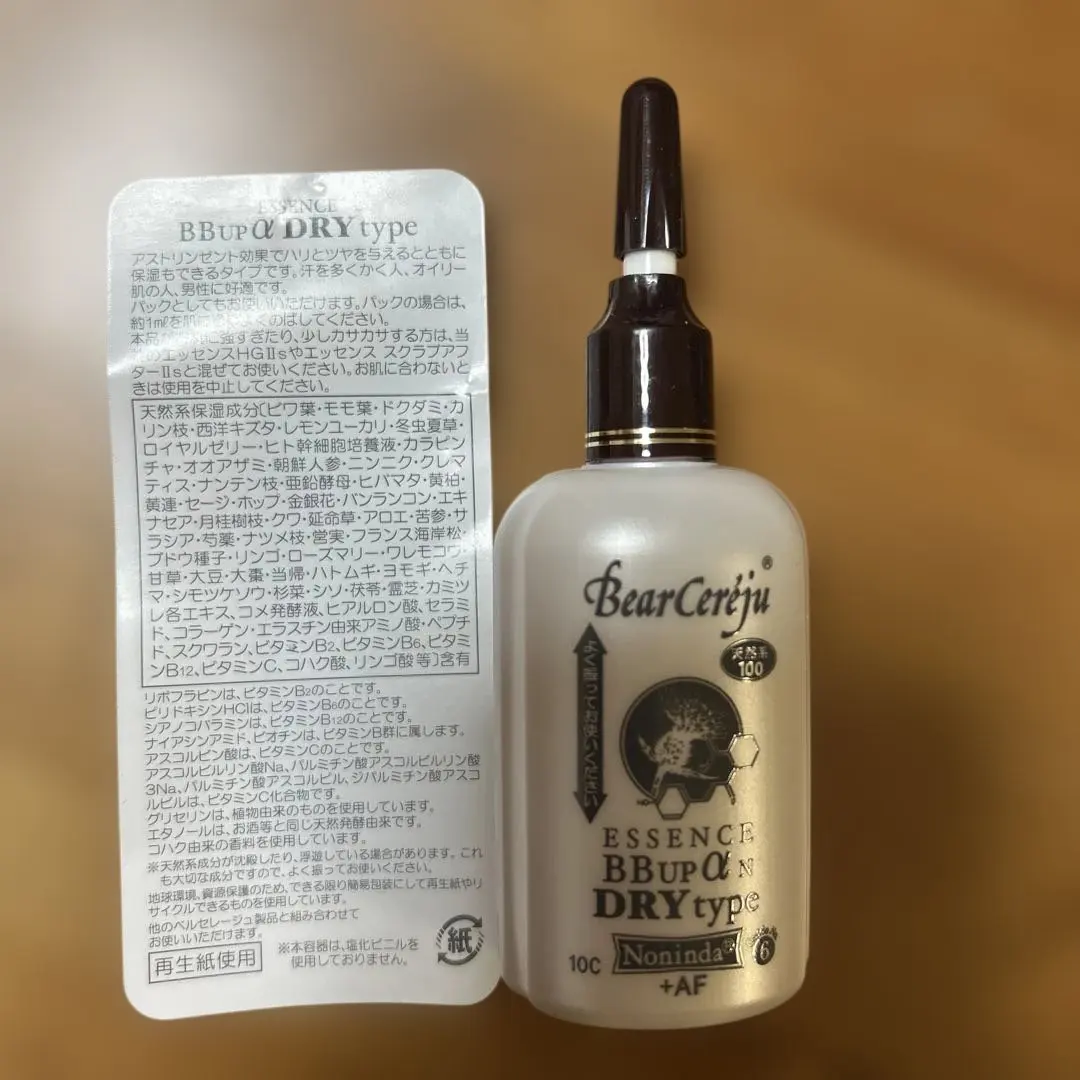 ESSENCE
BBUP α DRY type
アストリンゼント効果でハリとツヤを与えるとともに
保湿もできるタイプです。汗を多くかく人、オイリー
肌の人、男性に好適です。
パックとしてもお使いいただけます。パックの場合は、
約1mℓを肌に のばしてください。
本品が 強すぎたり、少しカサカサする方は、当
エッセンスHGⅡsやエッセンス スクラブアフ
ターⅡsと混ぜてお使いください。お肌に合わないと
きは使用を中止してください。
天然系保湿成分〔ビワ葉・モモ葉・ドクダミ・カ
リン枝・西洋キズタ・レモンユーカリ・冬虫夏草・
ロイヤルゼリー・ヒト幹細胞培養液・カラピン
チャ・オオアザミ・朝鮮人参・ニンニク・クレマ
ティス・ナンテン枝・亜鉛酵母・ヒバマタ・黄柏・
黄連・セージ・ホップ・金銀花・バンランコン・エキ
ナセア・月桂樹枝・クワ・延命草・アロエ・苦参・サ
ラシア・芍薬・ナツメ枝・営実・フランス海岸松・
ブドウ種子・リンゴ・ローズマリー・ワレモコウ・
甘草・大豆・大棗・当帰・ハトムギ・ヨモギ・ヘチ
マ・シモツケソウ・杉菜・シソ・茯苓・霊芝・カミツ
レ各エキス、コメ発酵液、ヒアルロン酸、セラミ
ド、コラーゲン・エラスチン由来アミノ酸・ペプチ
ド、スクワラン、ビタミンB2、ビタミンB6、ビタミ
ンB12、ビタミンC、コハク酸、リンゴ酸 等〕含有
リボフラビンは、ビタミンB2のことです。
ピリドキシンHClは、ビタミンB6のことです。
シアノコバラミンは、ビタミンB12のことです。
ナイアシンアミド、ビオチンは、ビタミンB群に属します。
アスコルビン酸は、ビタミンCのことです。
アスコルビルリン酸Na、パルミチン酸アスコルビルリン酸
3Na、パルミチン酸アスコルビル、ジパルミチン酸アスコ
ルビルは、ビタミンC化合物です。
グリセリンは、植物由来のものを使用しています。
エタノールは、お酒等と同じ天然発酵由来です。
コハク由来の香料を使用しています。
※天然系成分が沈殿したり、浮遊している場合があります。これ
も大切な成分ですので、よく振ってお使いください。
地球環境、資源保護のため、できる限り簡易包装にして再生紙やリ
サイクルできるものを使用しています。
他のベルセレージュ製品と組み合わせて
お使いいただけます。
再生紙使用
※本容器は、塩化ビニルを
使用しておりません。
紙
BearCereju®
天然系
100
よく振ってお使いください
HO
ESSENCE
BBUP α N
DRY type
Noninda®
6
10C
+AF